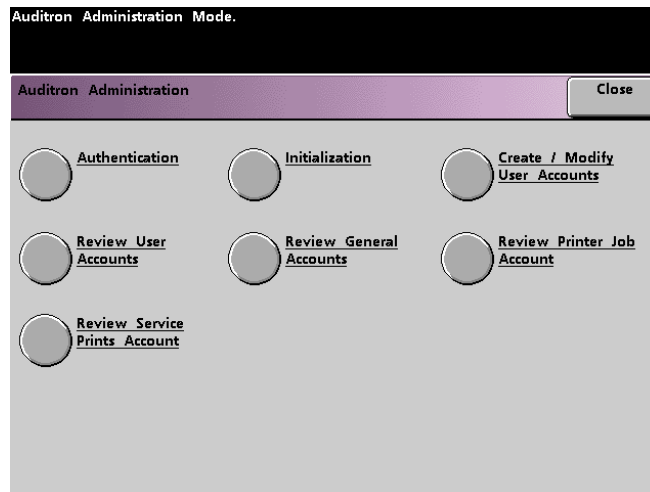 Auditron Administration Mode.
Auditron Administration
Close
Authentication
Initialization
Create / Modify
User Accounts
Review User
Accounts
Review General
Accounts
Review Printer Job
Account
Review Service
Prints Account